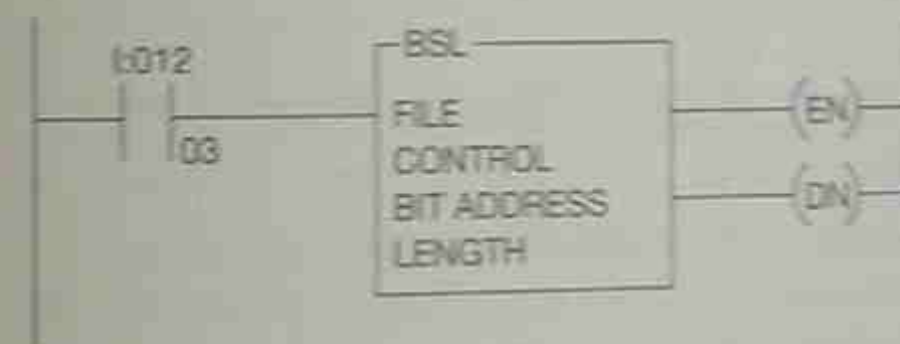 I:012
03
BSL
FILE
CONTROL
BIT ADDRESS
LENGTH
(EN)
(DN)